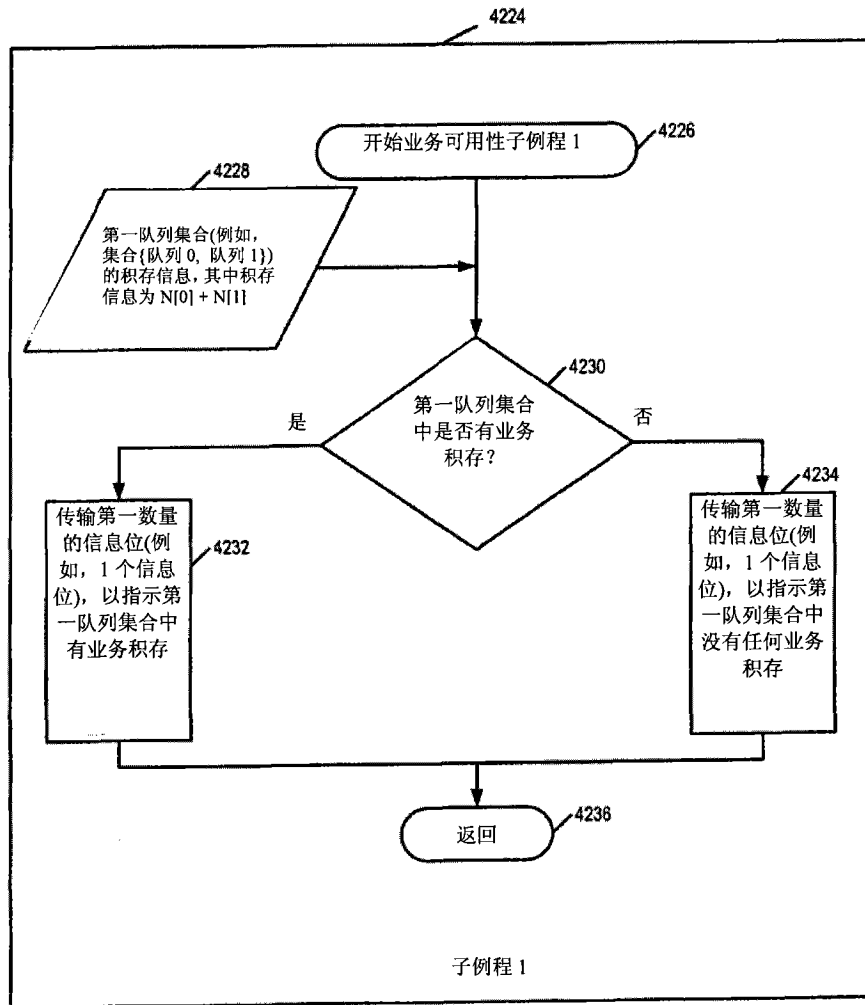 4224
开始业务可用性子例程 1
4226
4228
第一队列集合(例如,
集合{队列 0, 队列 1})
的积存信息,其中积存
信息为 N[0] + N[1]
4230
第一队列集合
中是否有业务
积存?
是
否
4232
传输第一数量
的信息位(例
如,1 个信息
位),以指示第
一队列集合中
有业务积存
4234
传输第一数量
的信息位(例
如,1 个信息
位),以指示第
一队列集合中
没有任何业务
积存
返回
4236
子例程 1